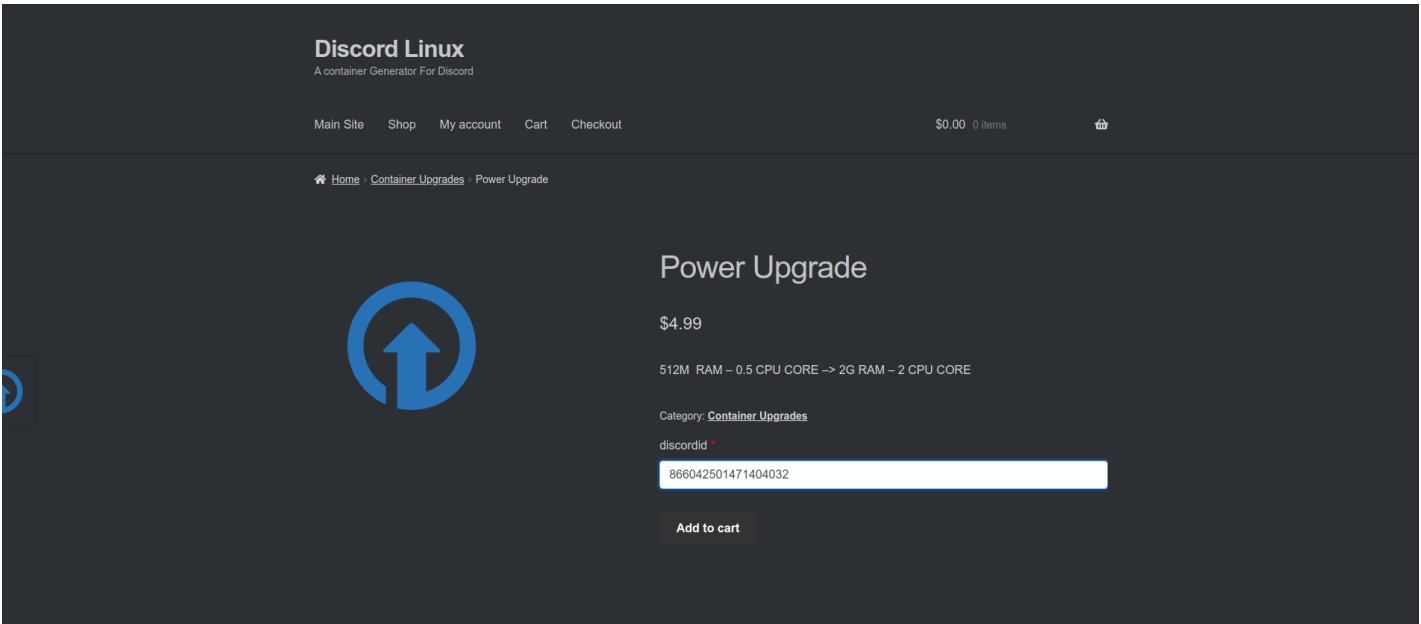 Discord Linux
A container Generator For Discord
Main Site Shop My account Cart Checkout $0.00 0 items
Home › Container Upgrades › Power Upgrade
Power Upgrade
$4.99
512M RAM – 0.5 CPU CORE –> 2G RAM – 2 CPU CORE
Category: Container Upgrades
discordid *
866042501471404032
Add to cart